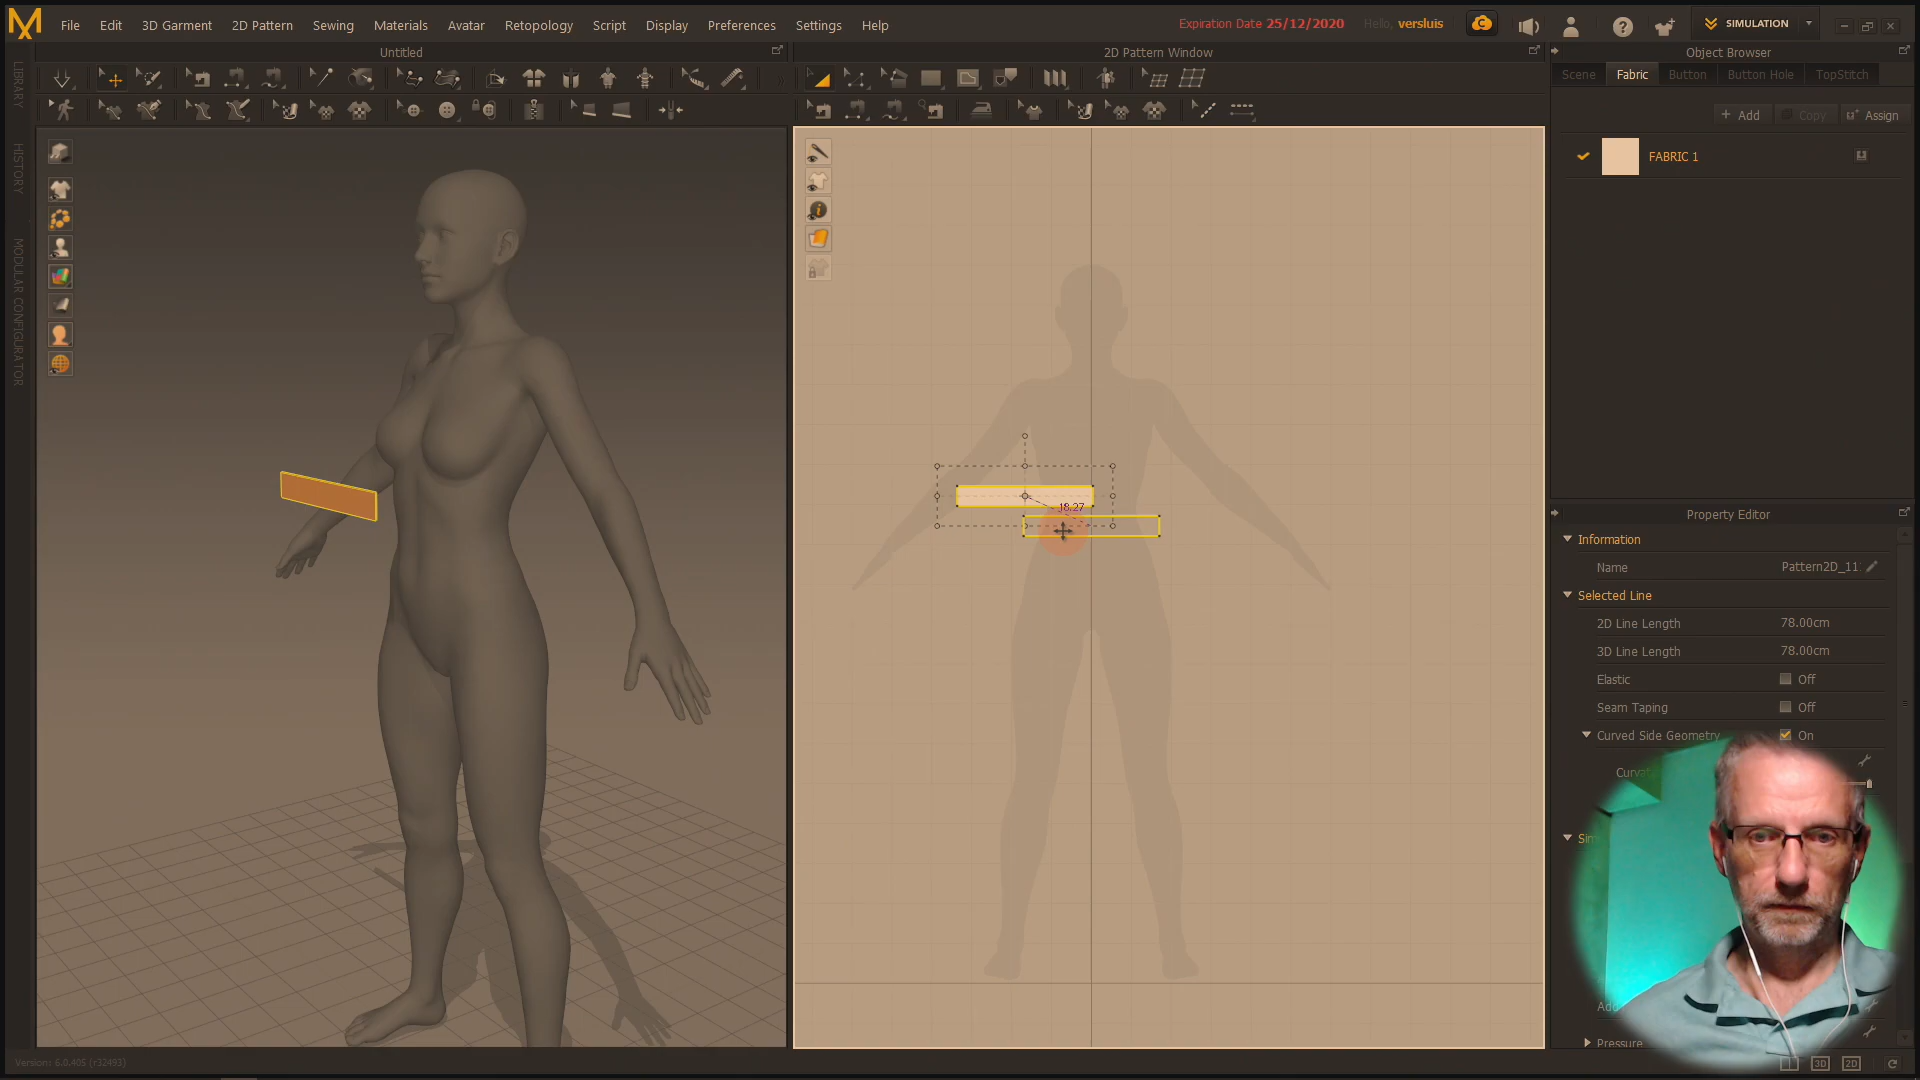 File Edit 3D Garment 2D Pattern Sewing Materials Avatar Retopology Script Display Preferences Settings Help
Expiration Date 25/12/2020 Hello, versluis SIMULATION
Untitled
2D Pattern Window
Object Browser
Scene Fabric Button Button Hole TopStitch
+ Add Copy Assign
FABRIC 1
LIBRARY
HISTORY
MODULAR CONFIGURATOR
18.27
Property Editor
Information
Name Pattern2D_11
Selected Line
2D Line Length 78.00cm
3D Line Length 78.00cm
Elastic Off
Seam Taping Off
Curved Side Geometry On
Pressure
Version: 6.0.405 (r32493)
3D 2D